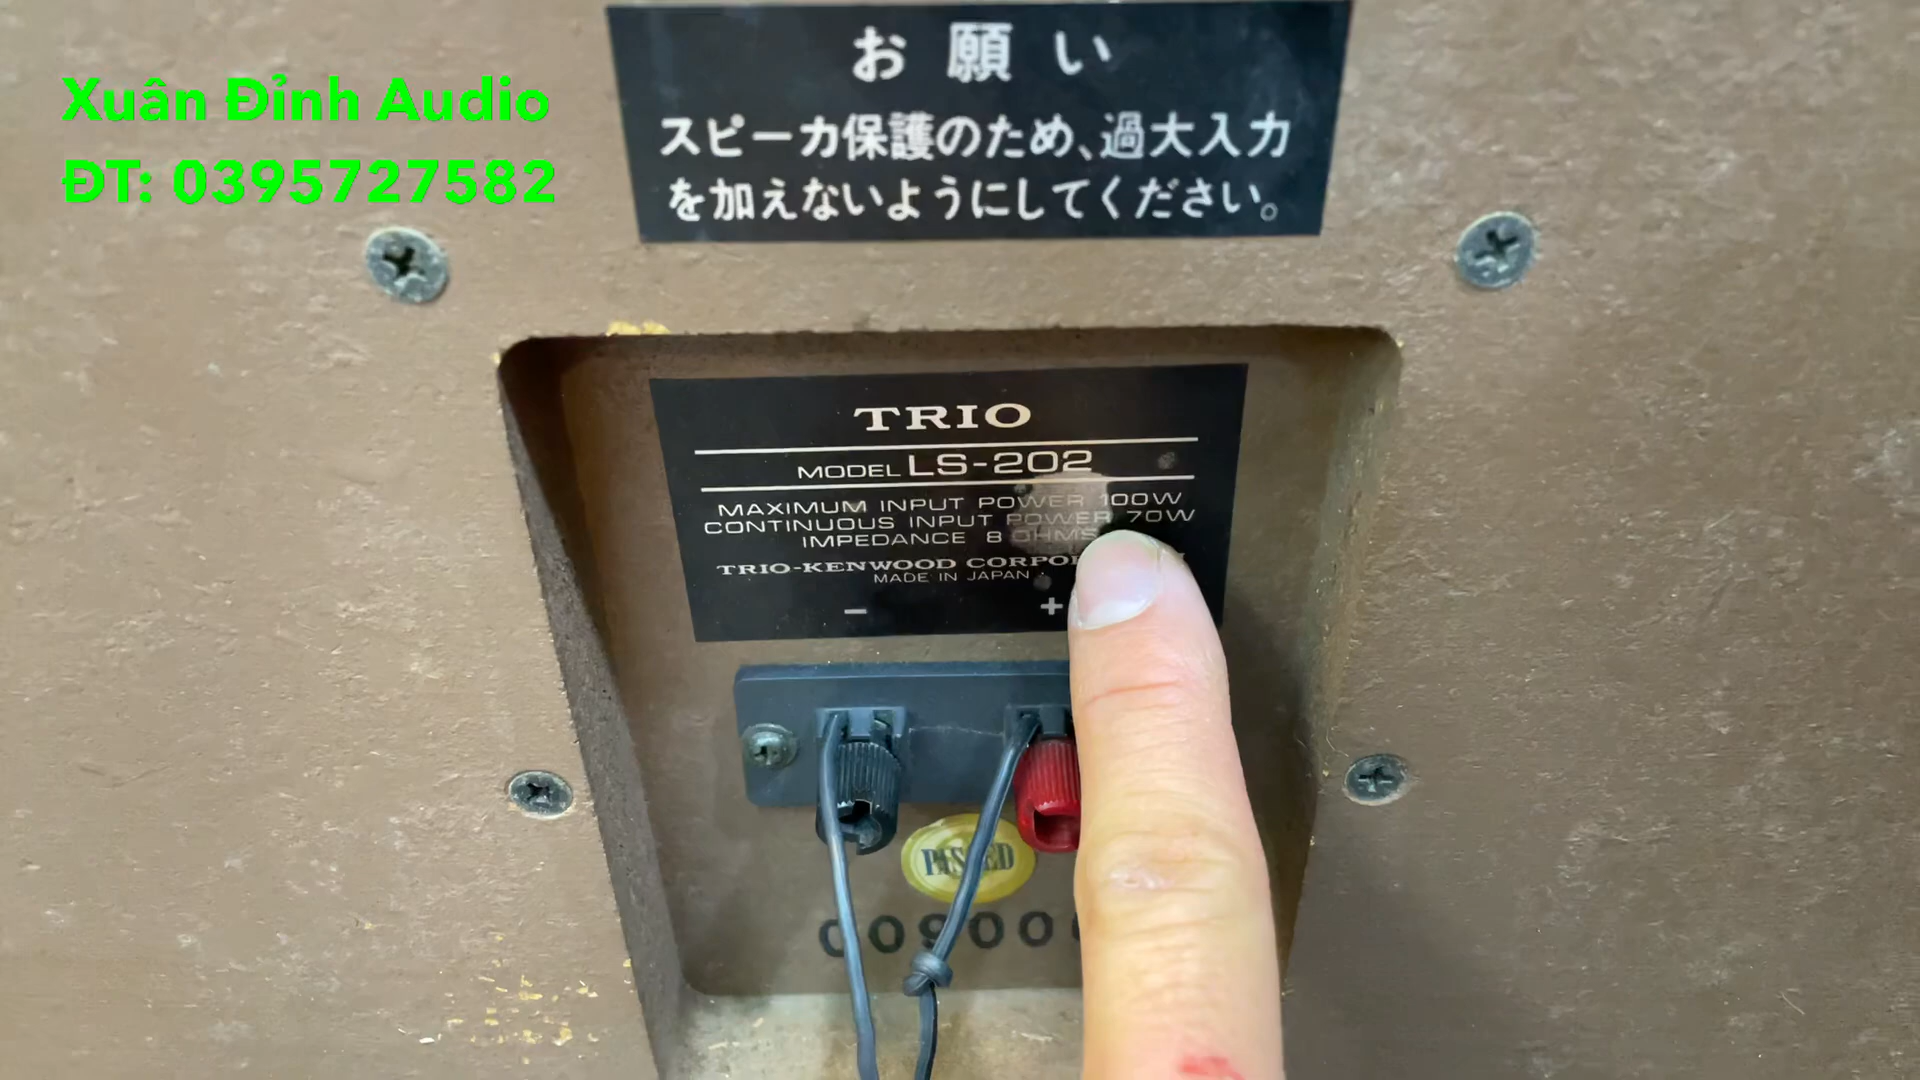 Xuân Đỉnh Audio
ĐT: 0395727582
お願い
スピーカ保護のため、過大入力
を加えないようにしてください。
TRIO
MODEL LS-202
MAXIMUM INPUT POWER 100W
CONTINUOUS INPUT POWER 70W
IMPEDANCE 8 OHMS
TRIO-KENWOOD
MADE IN JAPAN
− +
PASSED